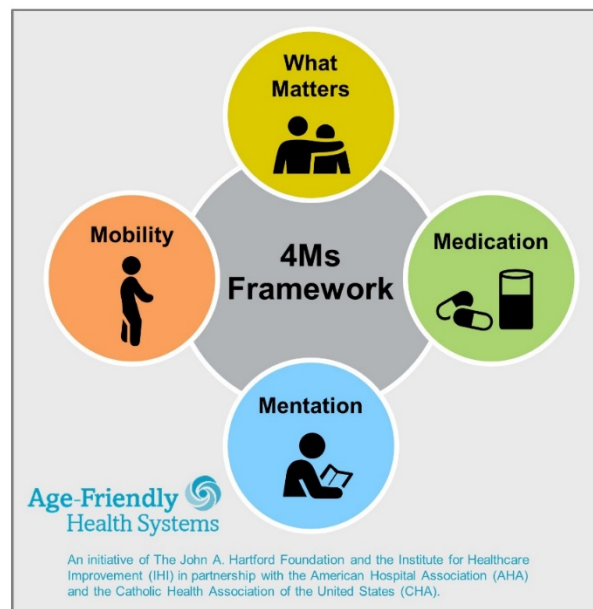 What
Matters
Mobility
4Ms
Framework
Medication
Mentation
Age-Friendly
Health Systems
An initiative of The John A. Hartford Foundation and the Institute for Healthcare
Improvement (IHI) in partnership with the American Hospital Association (AHA)
and the Catholic Health Association of the United States (CHA).